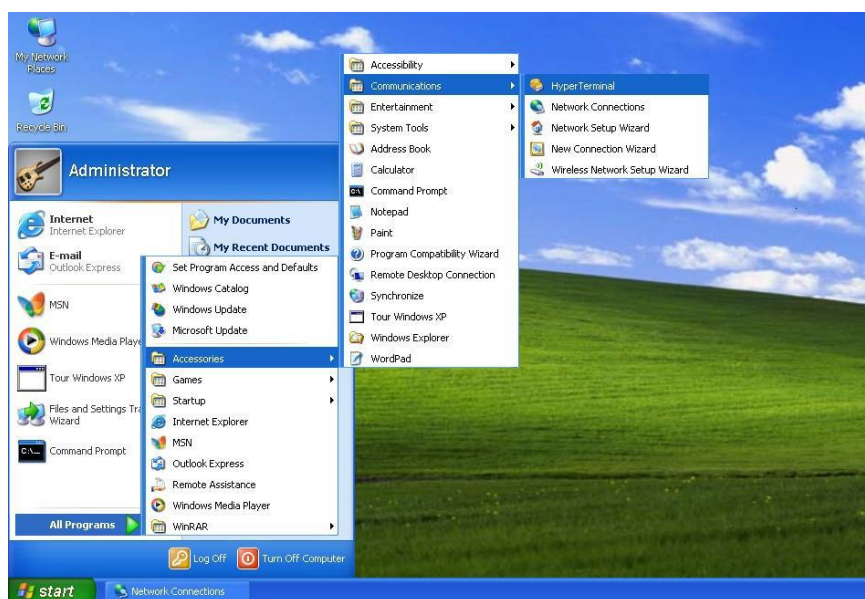 My Network
Places
Recycle Bin
Administrator
Internet
Internet Explorer
E-mail
Outlook Express
MSN
Windows Media Playe
Tour Windows XP
Files and Settings Tra
Wizard
C:\
Command Prompt
All Programs
My Documents
My Recent Documents
Set Program Access and Defaults
Windows Catalog
Windows Update
Microsoft Update
Accessories
Games
Startup
Internet Explorer
MSN
Outlook Express
Remote Assistance
Windows Media Player
WinRAR
Accessibility
Communications
Entertainment
System Tools
Address Book
Calculator
Command Prompt
Notepad
Paint
Program Compatibility Wizard
Remote Desktop Connection
Synchronize
Tour Windows XP
Windows Explorer
WordPad
HyperTerminal
Network Connections
Network Setup Wizard
New Connection Wizard
Wireless Network Setup Wizard
Log Off
Turn Off Computer
start
Network Connections